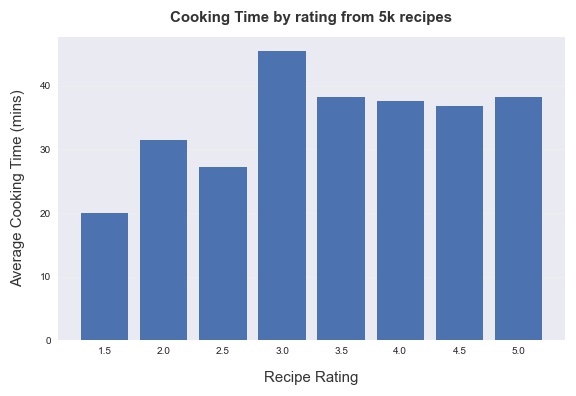 Cooking Time by rating from 5k recipes
Average Cooking Time (mins)
40
30
20
10
0
1.5 2.0 2.5 3.0 3.5 4.0 4.5 5.0
Recipe Rating